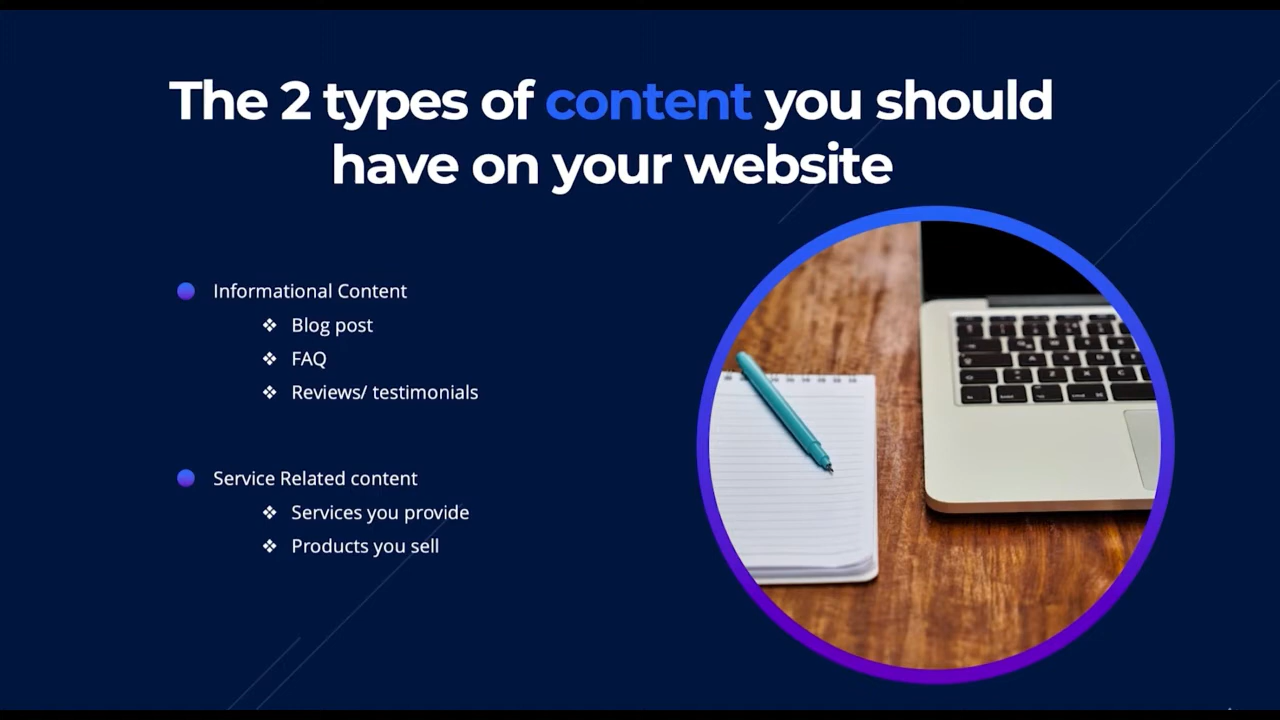 The 2 types of content you should
have on your website
Informational Content
❖ Blog post
❖ FAQ
❖ Reviews/ testimonials
Service Related content
❖ Services you provide
❖ Products you sell